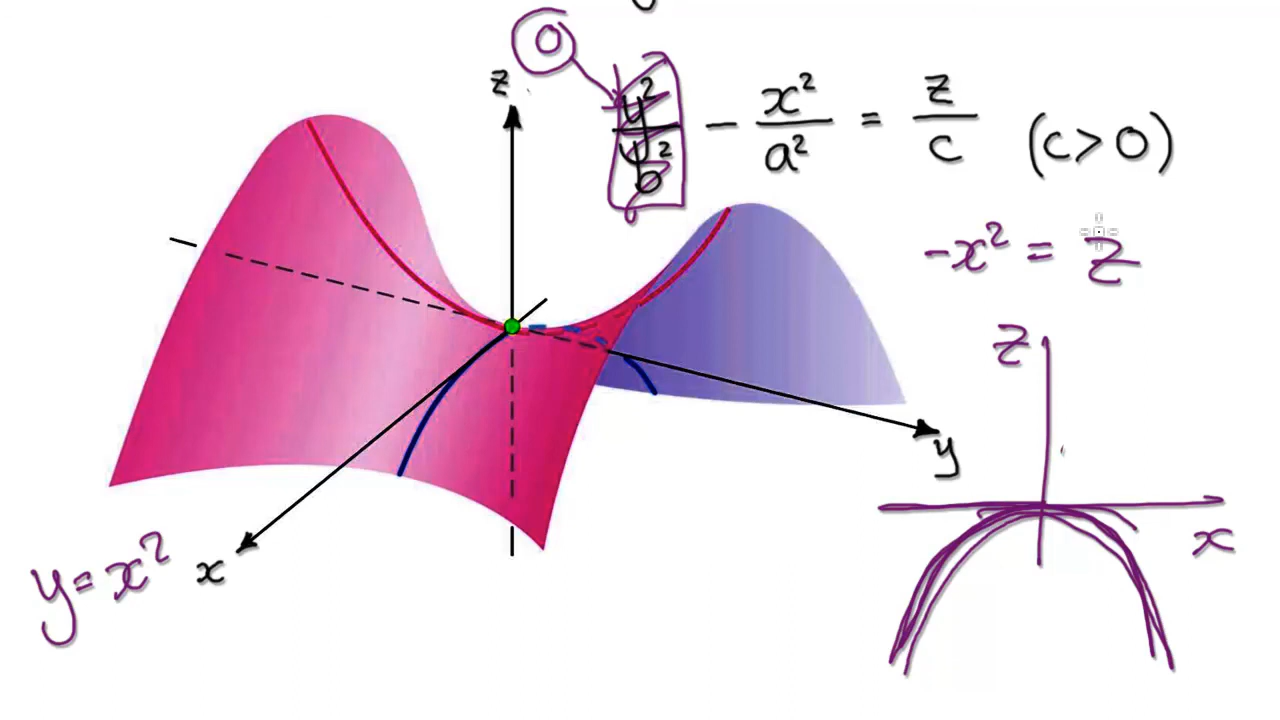 0
z
y²/b² - x²/a² = z/c (c > 0)
-x² = z
z
y
x
y = x²
x